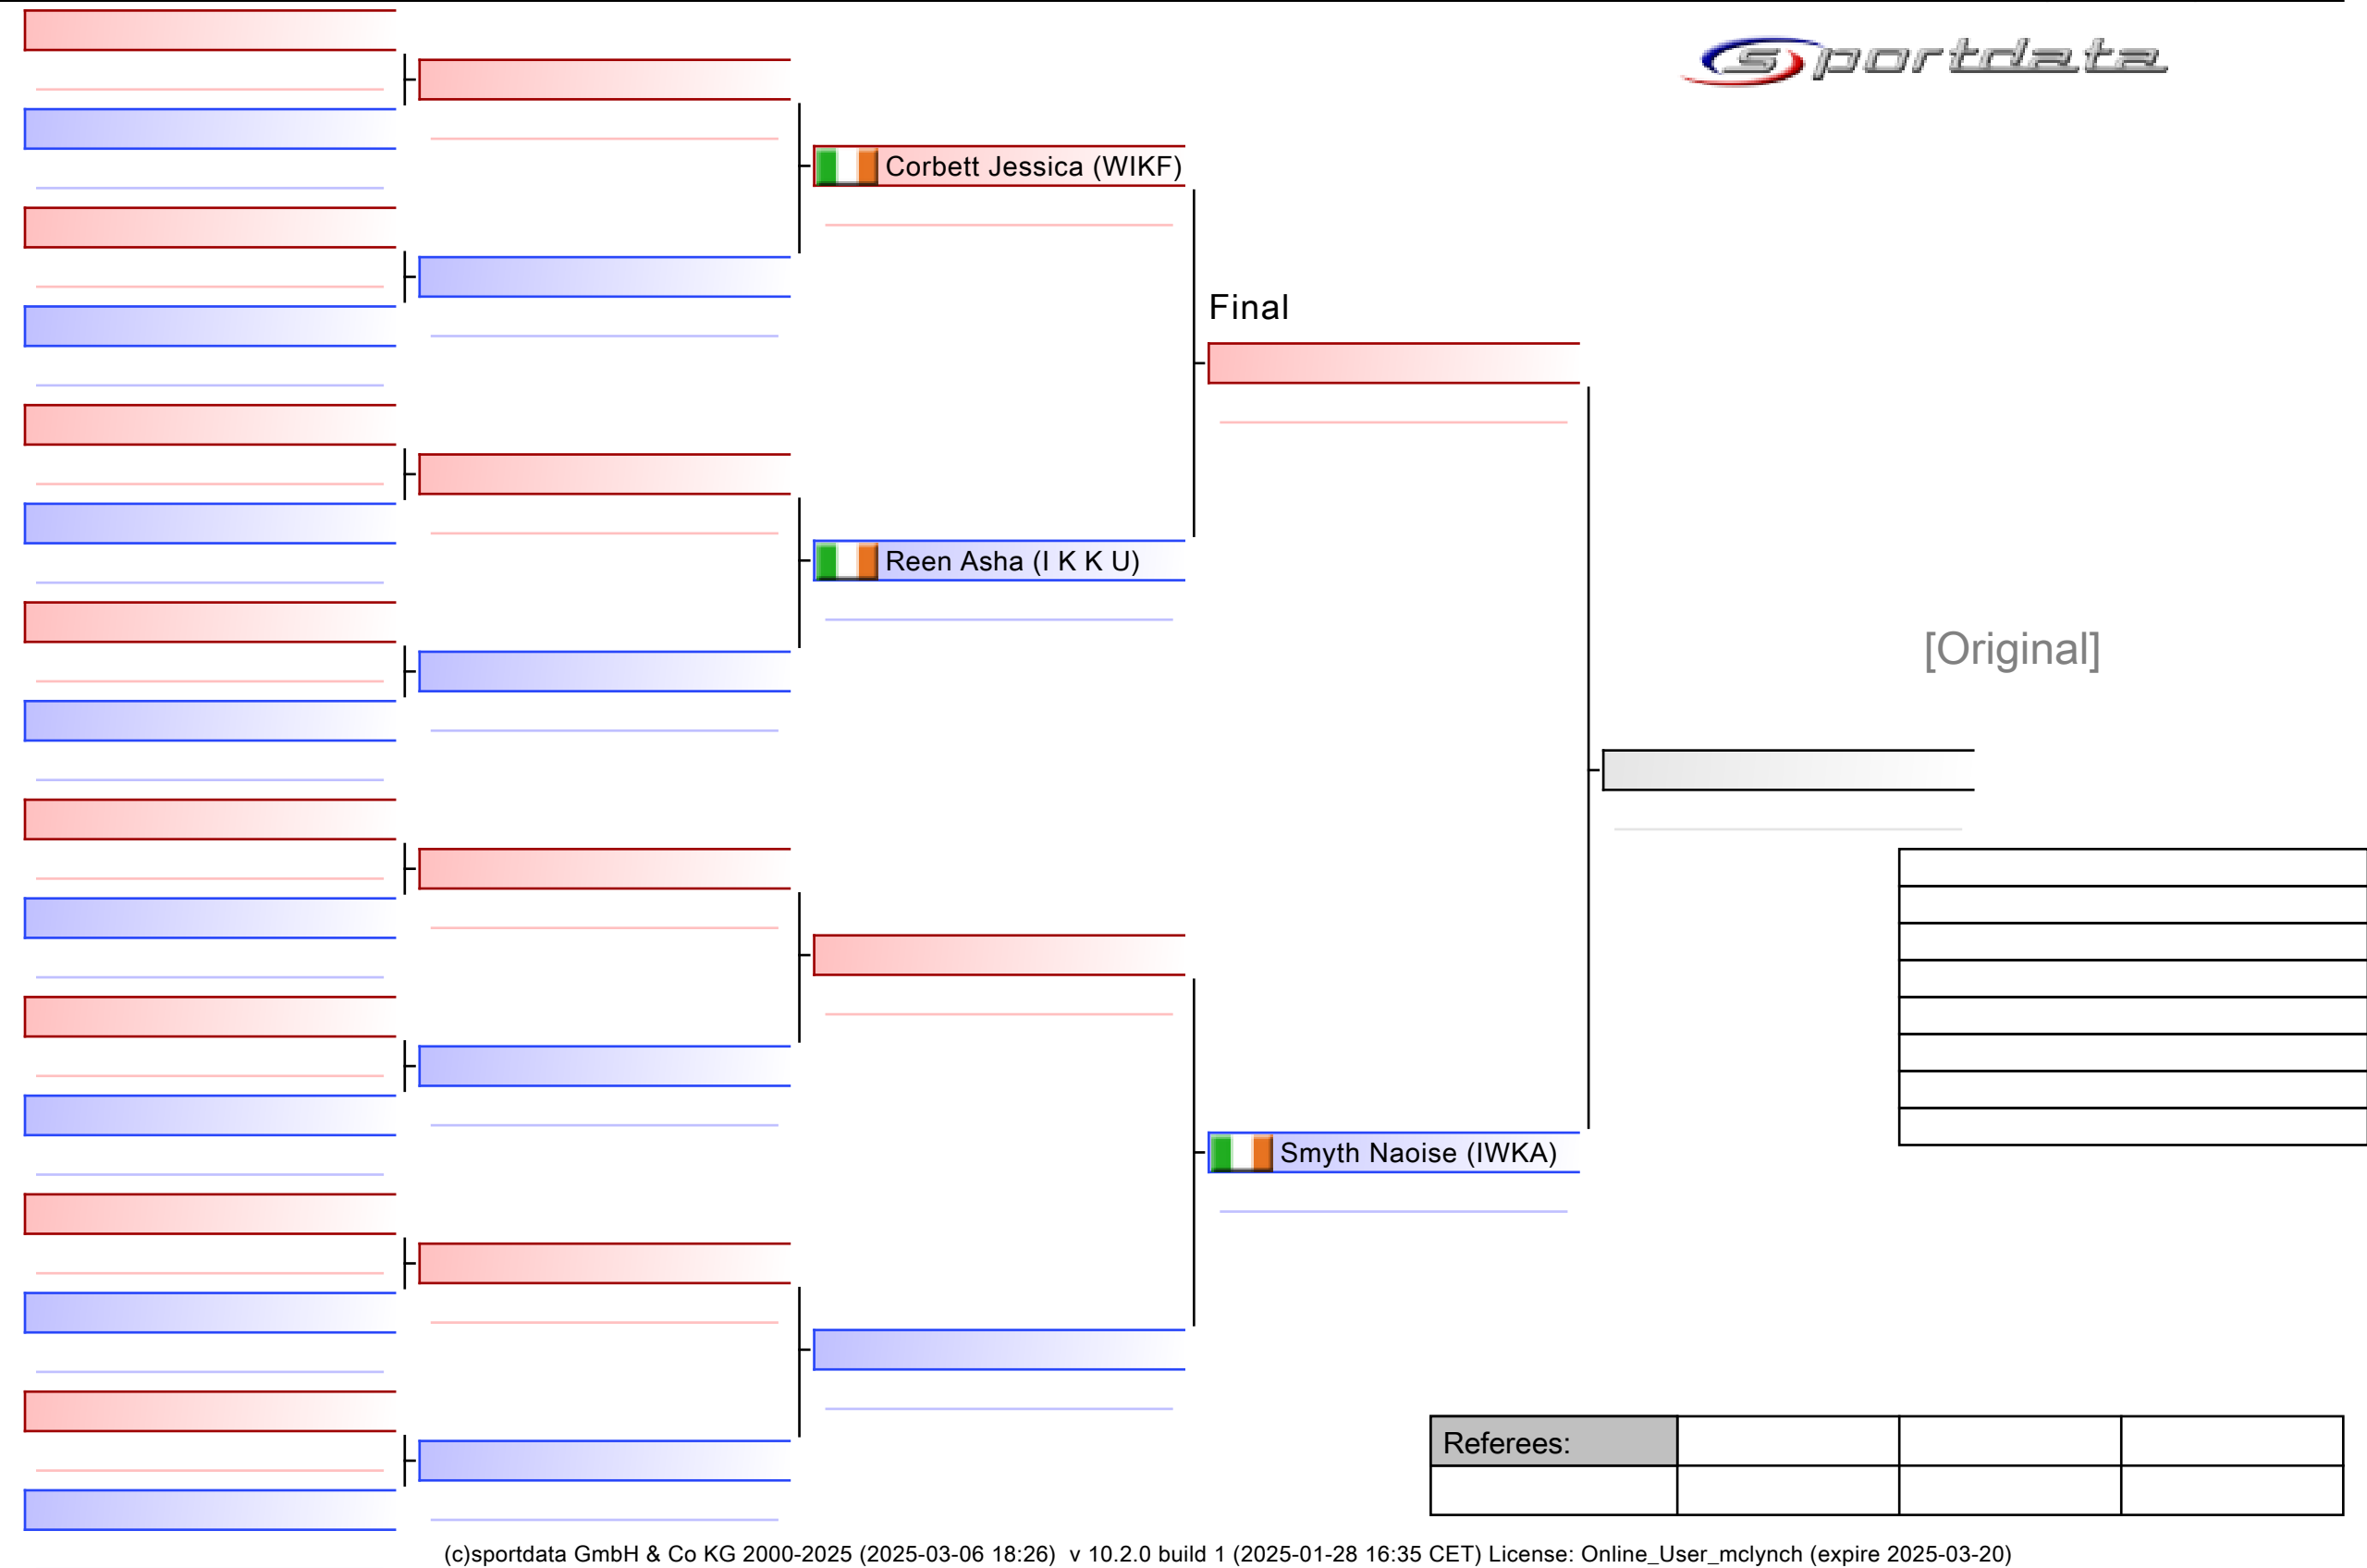 sportdata
Corbett Jessica (WIKF)
Final
Reen Asha (I K K U)
[Original]
Smyth Naoise (IWKA)
Referees:
(c)sportdata GmbH & Co KG 2000-2025 (2025-03-06 18:26)  v 10.2.0 build 1 (2025-01-28 16:35 CET) License: Online_User_mclynch (expire 2025-03-20)